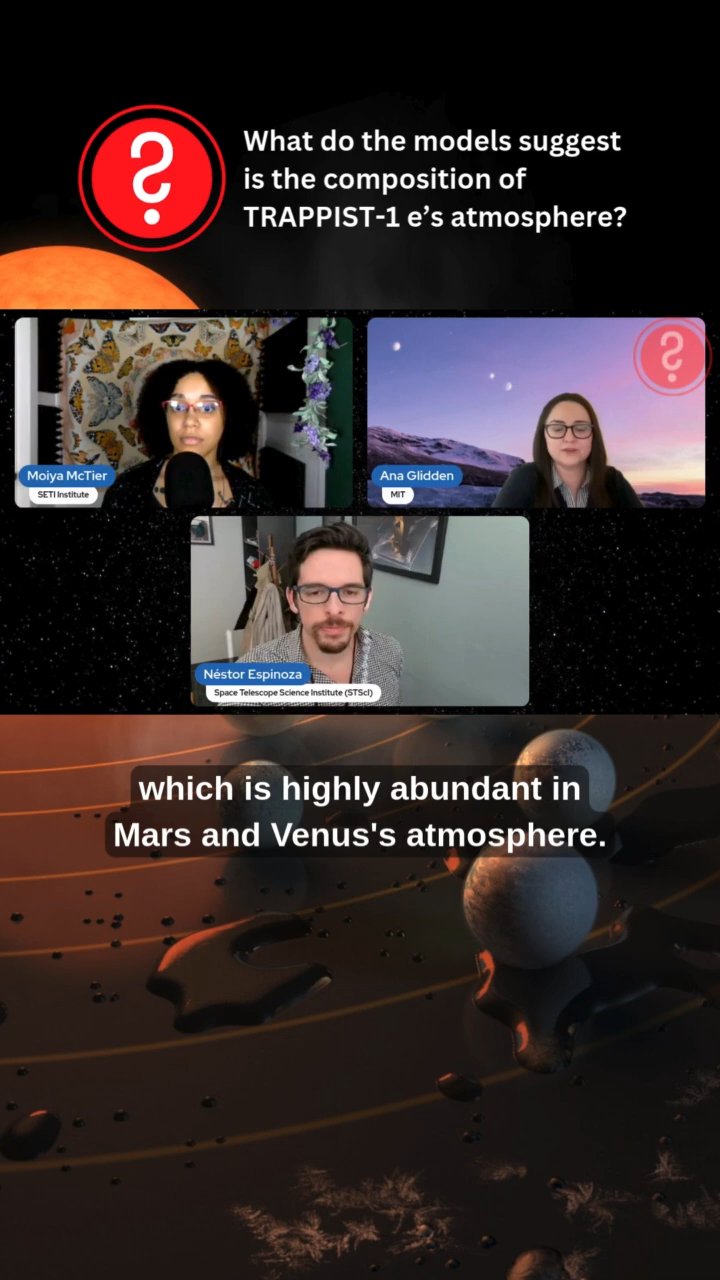 What do the models suggest
is the composition of
TRAPPIST-1 e’s atmosphere?
Moiya McTier
SETI Institute
Ana Glidden
MIT
Néstor Espinoza
Space Telescope Science Institute (STScI)
which is highly abundant in
Mars and Venus's atmosphere.